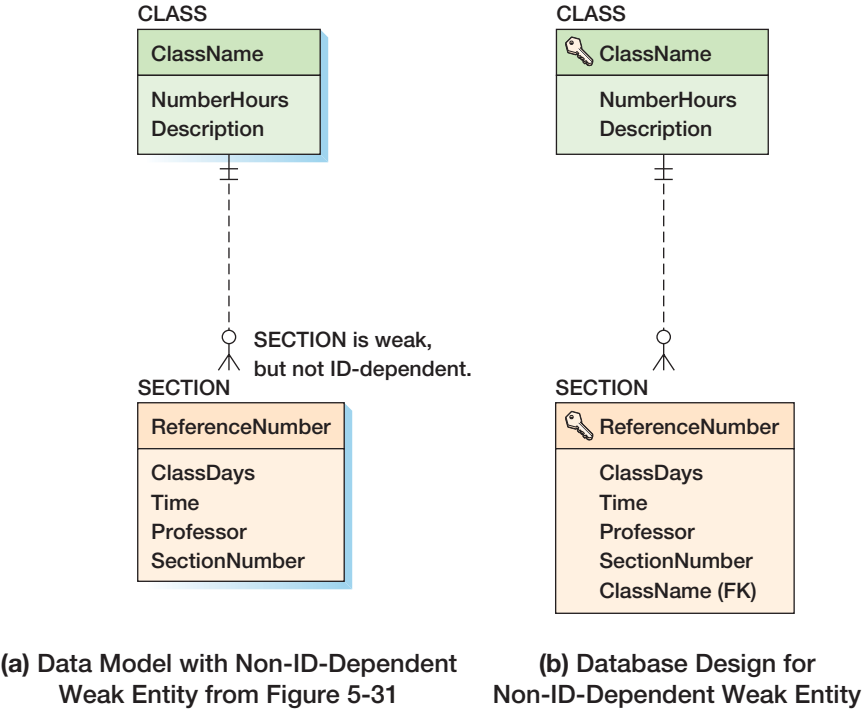 CLASS
ClassName
NumberHours
Description
SECTION is weak,
but not ID-dependent.
SECTION
ReferenceNumber
ClassDays
Time
Professor
SectionNumber
(a) Data Model with Non-ID-Dependent
Weak Entity from Figure 5-31
CLASS
ClassName
NumberHours
Description
SECTION
ReferenceNumber
ClassDays
Time
Professor
SectionNumber
ClassName (FK)
(b) Database Design for
Non-ID-Dependent Weak Entity